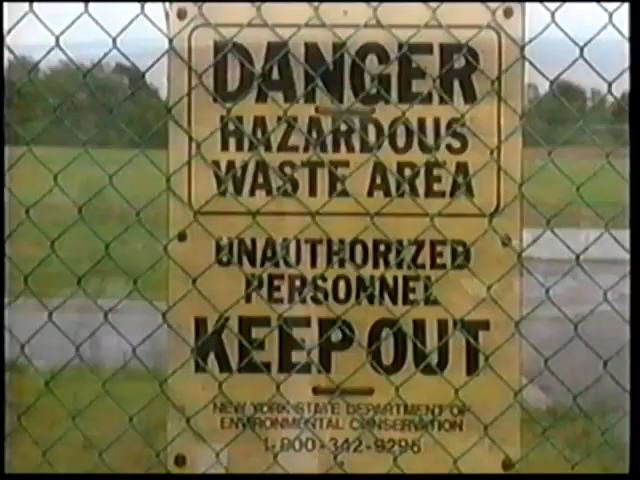 DANGER
HAZARDOUS
WASTE AREA
UNAUTHORIZED
PERSONNEL
KEEP OUT
NEW YORK STATE DEPARTMENT OF
ENVIRONMENTAL CONSERVATION
1-800-342-9296